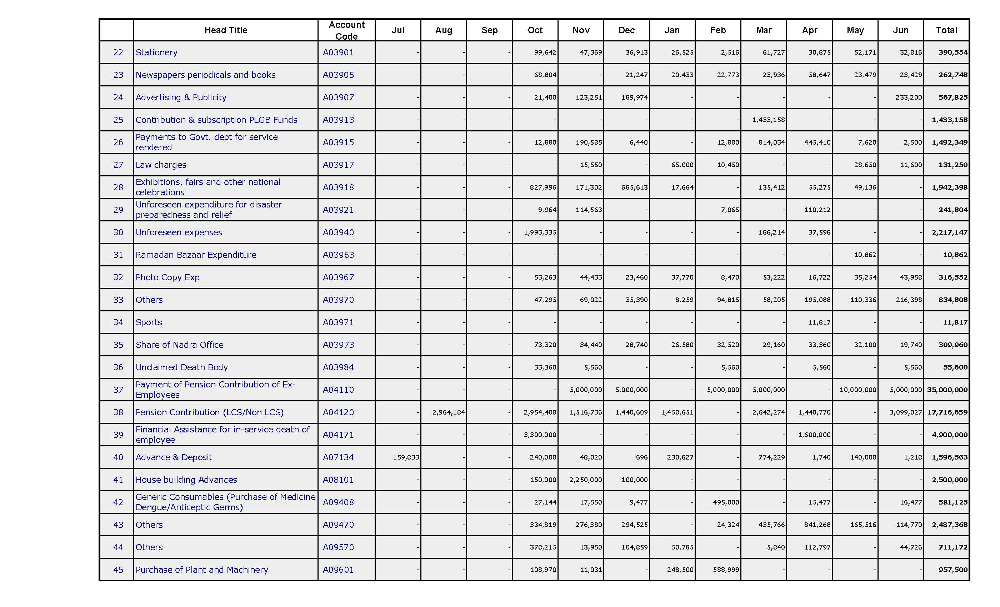 Head Title Account Code Jul Aug Sep Oct Nov Dec Jan Feb Mar Apr May Jun Total
22 Stationery A03901 - - - 99,642 47,369 36,913 26,525 2,516 61,727 30,875 52,171 32,816 390,554
23 Newspapers periodicals and books A03905 - - - 68,804 - 21,247 20,433 22,773 23,936 58,647 23,479 23,429 262,748
24 Advertising & Publicity A03907 - - - 21,400 123,251 189,974 - - - - - 233,200 567,825
25 Contribution & subscription PLGB Funds A03913 - - - - - - - - 1,433,158 - - - 1,433,158
26 Payments to Govt. dept for service rendered A03915 - - - 12,880 190,585 6,440 - 12,880 814,034 445,410 7,620 2,500 1,492,349
27 Law charges A03917 - - - - 15,550 - 65,000 10,450 - - 28,650 11,600 131,250
28 Exhibitions, fairs and other national celebrations A03918 - - - 827,996 171,302 685,613 17,664 - 135,412 55,275 49,136 - 1,942,398
29 Unforeseen expenditure for disaster preparedness and relief A03921 - - - 9,964 114,563 - - 7,065 - 110,212 - - 241,804
30 Unforeseen expenses A03940 - - - 1,993,335 - - - - 186,214 37,598 - - 2,217,147
31 Ramadan Bazaar Expenditure A03963 - - - - - - - - - - 10,862 - 10,862
32 Photo Copy Exp A03967 - - - 53,263 44,433 23,460 37,770 8,470 53,222 16,722 35,254 43,958 316,552
33 Others A03970 - - - 47,295 69,022 35,390 8,259 94,815 58,205 195,088 110,336 216,398 834,808
34 Sports A03971 - - - - - - - - - 11,817 - - 11,817
35 Share of Nadra Office A03973 - - - 73,320 34,440 28,740 26,580 32,520 29,160 33,360 32,100 19,740 309,960
36 Unclaimed Death Body A03984 - - - 33,360 5,560 - - 5,560 - 5,560 - 5,560 55,600
37 Payment of Pension Contribution of Ex-Employees A04110 - - - - 5,000,000 5,000,000 - 5,000,000 5,000,000 - 10,000,000 5,000,000 35,000,000
38 Pension Contribution (LCS/Non LCS) A04120 - 2,964,184 - 2,954,408 1,516,736 1,440,609 1,458,651 - 2,842,274 1,440,770 - 3,099,027 17,716,659
39 Financial Assistance for in-service death of employee A04171 - - - 3,300,000 - - - - - 1,600,000 - - 4,900,000
40 Advance & Deposit A07134 159,833 - - 240,000 48,020 696 230,827 - 774,229 1,740 140,000 1,218 1,596,563
41 House building Advances A08101 - - - 150,000 2,250,000 100,000 - - - - - - 2,500,000
42 Generic Consumables (Purchase of Medicine Dengue/Anticeptic Germs) A09408 - - - 27,144 17,550 9,477 - 495,000 - 15,477 - 16,477 581,125
43 Others A09470 - - - 334,819 276,380 294,525 - 24,324 435,766 841,268 165,516 114,770 2,487,368
44 Others A09570 - - - 378,215 13,950 104,859 50,785 - 5,840 112,797 - 44,726 711,172
45 Purchase of Plant and Machinery A09601 - - - 108,970 11,031 - 248,500 588,999 - - - - 957,500